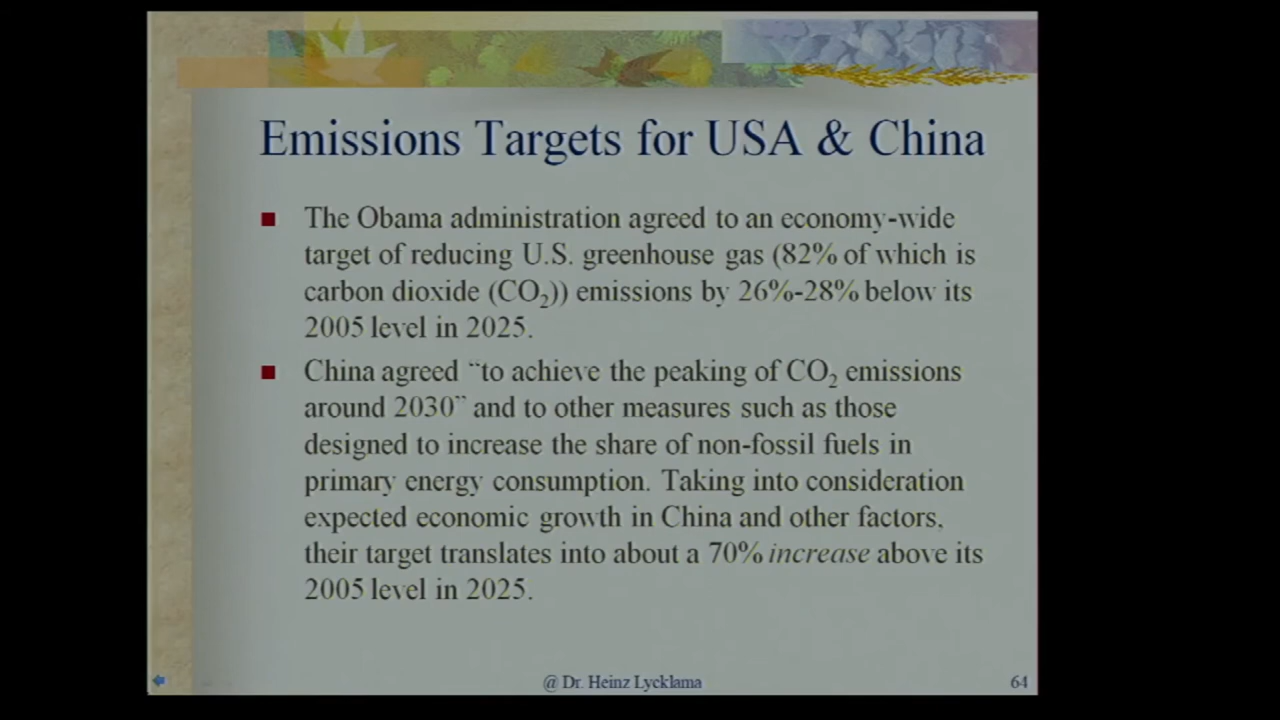 Emissions Targets for USA & China
■ The Obama administration agreed to an economy-wide
target of reducing U.S. greenhouse gas (82% of which is
carbon dioxide (CO₂)) emissions by 26%-28% below its
2005 level in 2025.
■ China agreed “to achieve the peaking of CO₂ emissions
around 2030” and to other measures such as those
designed to increase the share of non-fossil fuels in
primary energy consumption. Taking into consideration
expected economic growth in China and other factors,
their target translates into about a 70% increase above its
2005 level in 2025.
@ Dr. Heinz Lycklama
64